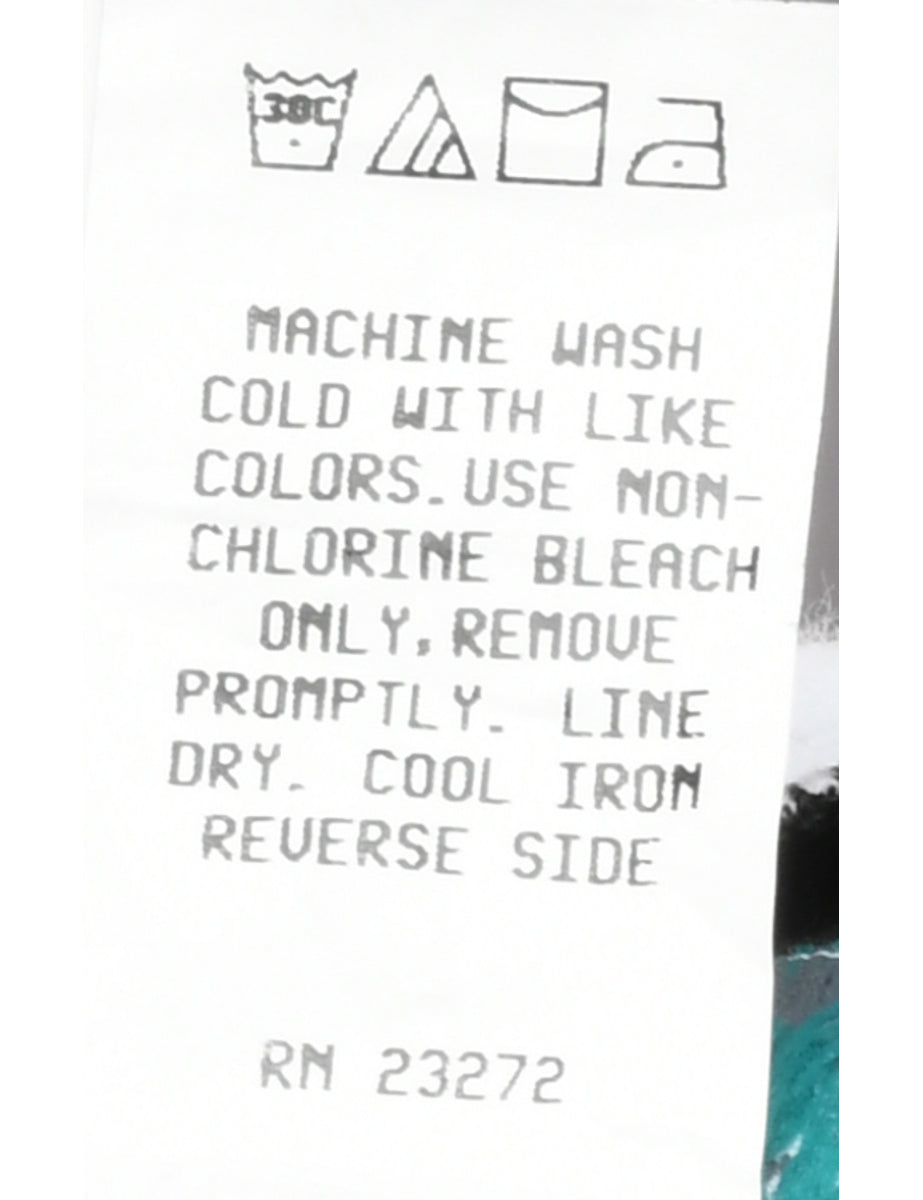 30C
MACHINE WASH
COLD WITH LIKE
COLORS.USE NON-
CHLORINE BLEACH
ONLY.REMOVE
PROMPTLY. LINE
DRY. COOL IRON
REVERSE SIDE
RN 23272